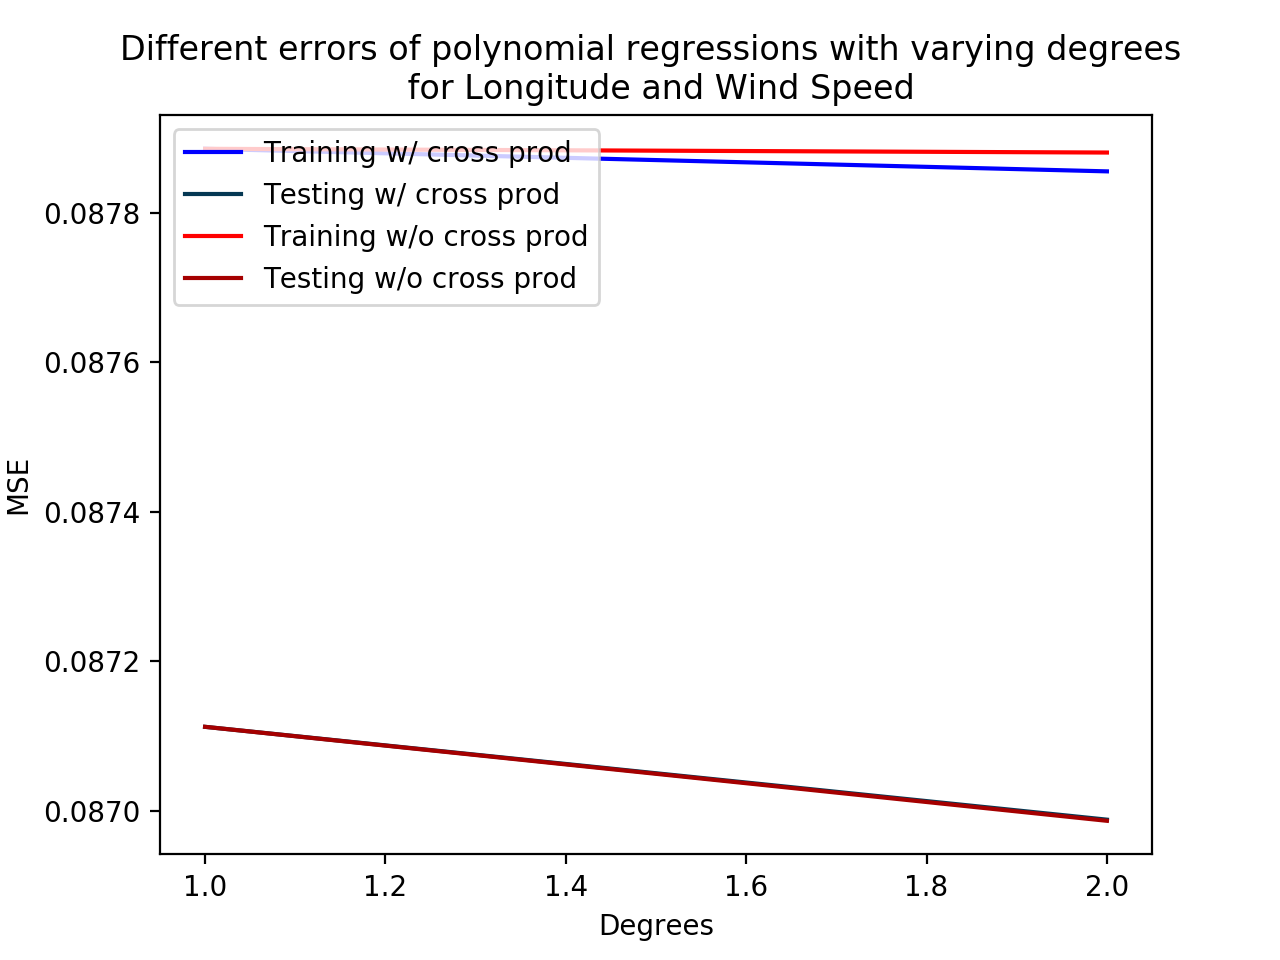 Different errors of polynomial regressions with varying degrees
for Longitude and Wind Speed
Training w/ cross prod
Testing w/ cross prod
Training w/o cross prod
Testing w/o cross prod
0.0878
0.0876
0.0874
0.0872
0.0870
MSE
1.0 1.2 1.4 1.6 1.8 2.0
Degrees